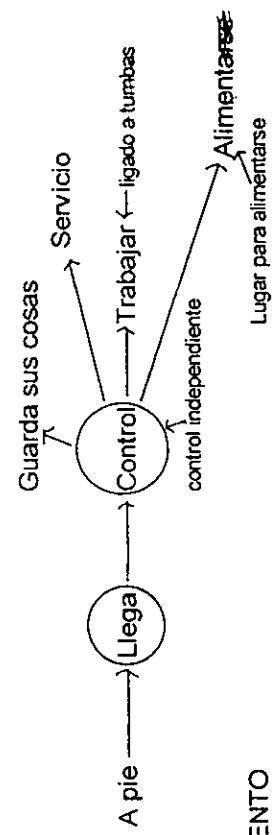 Guarda sus cosas
Servicio
A pie
Llega
Control
Trabajar
ligado a tumbas
control independiente
Alimentarse
Lugar para alimentarse
ENTO